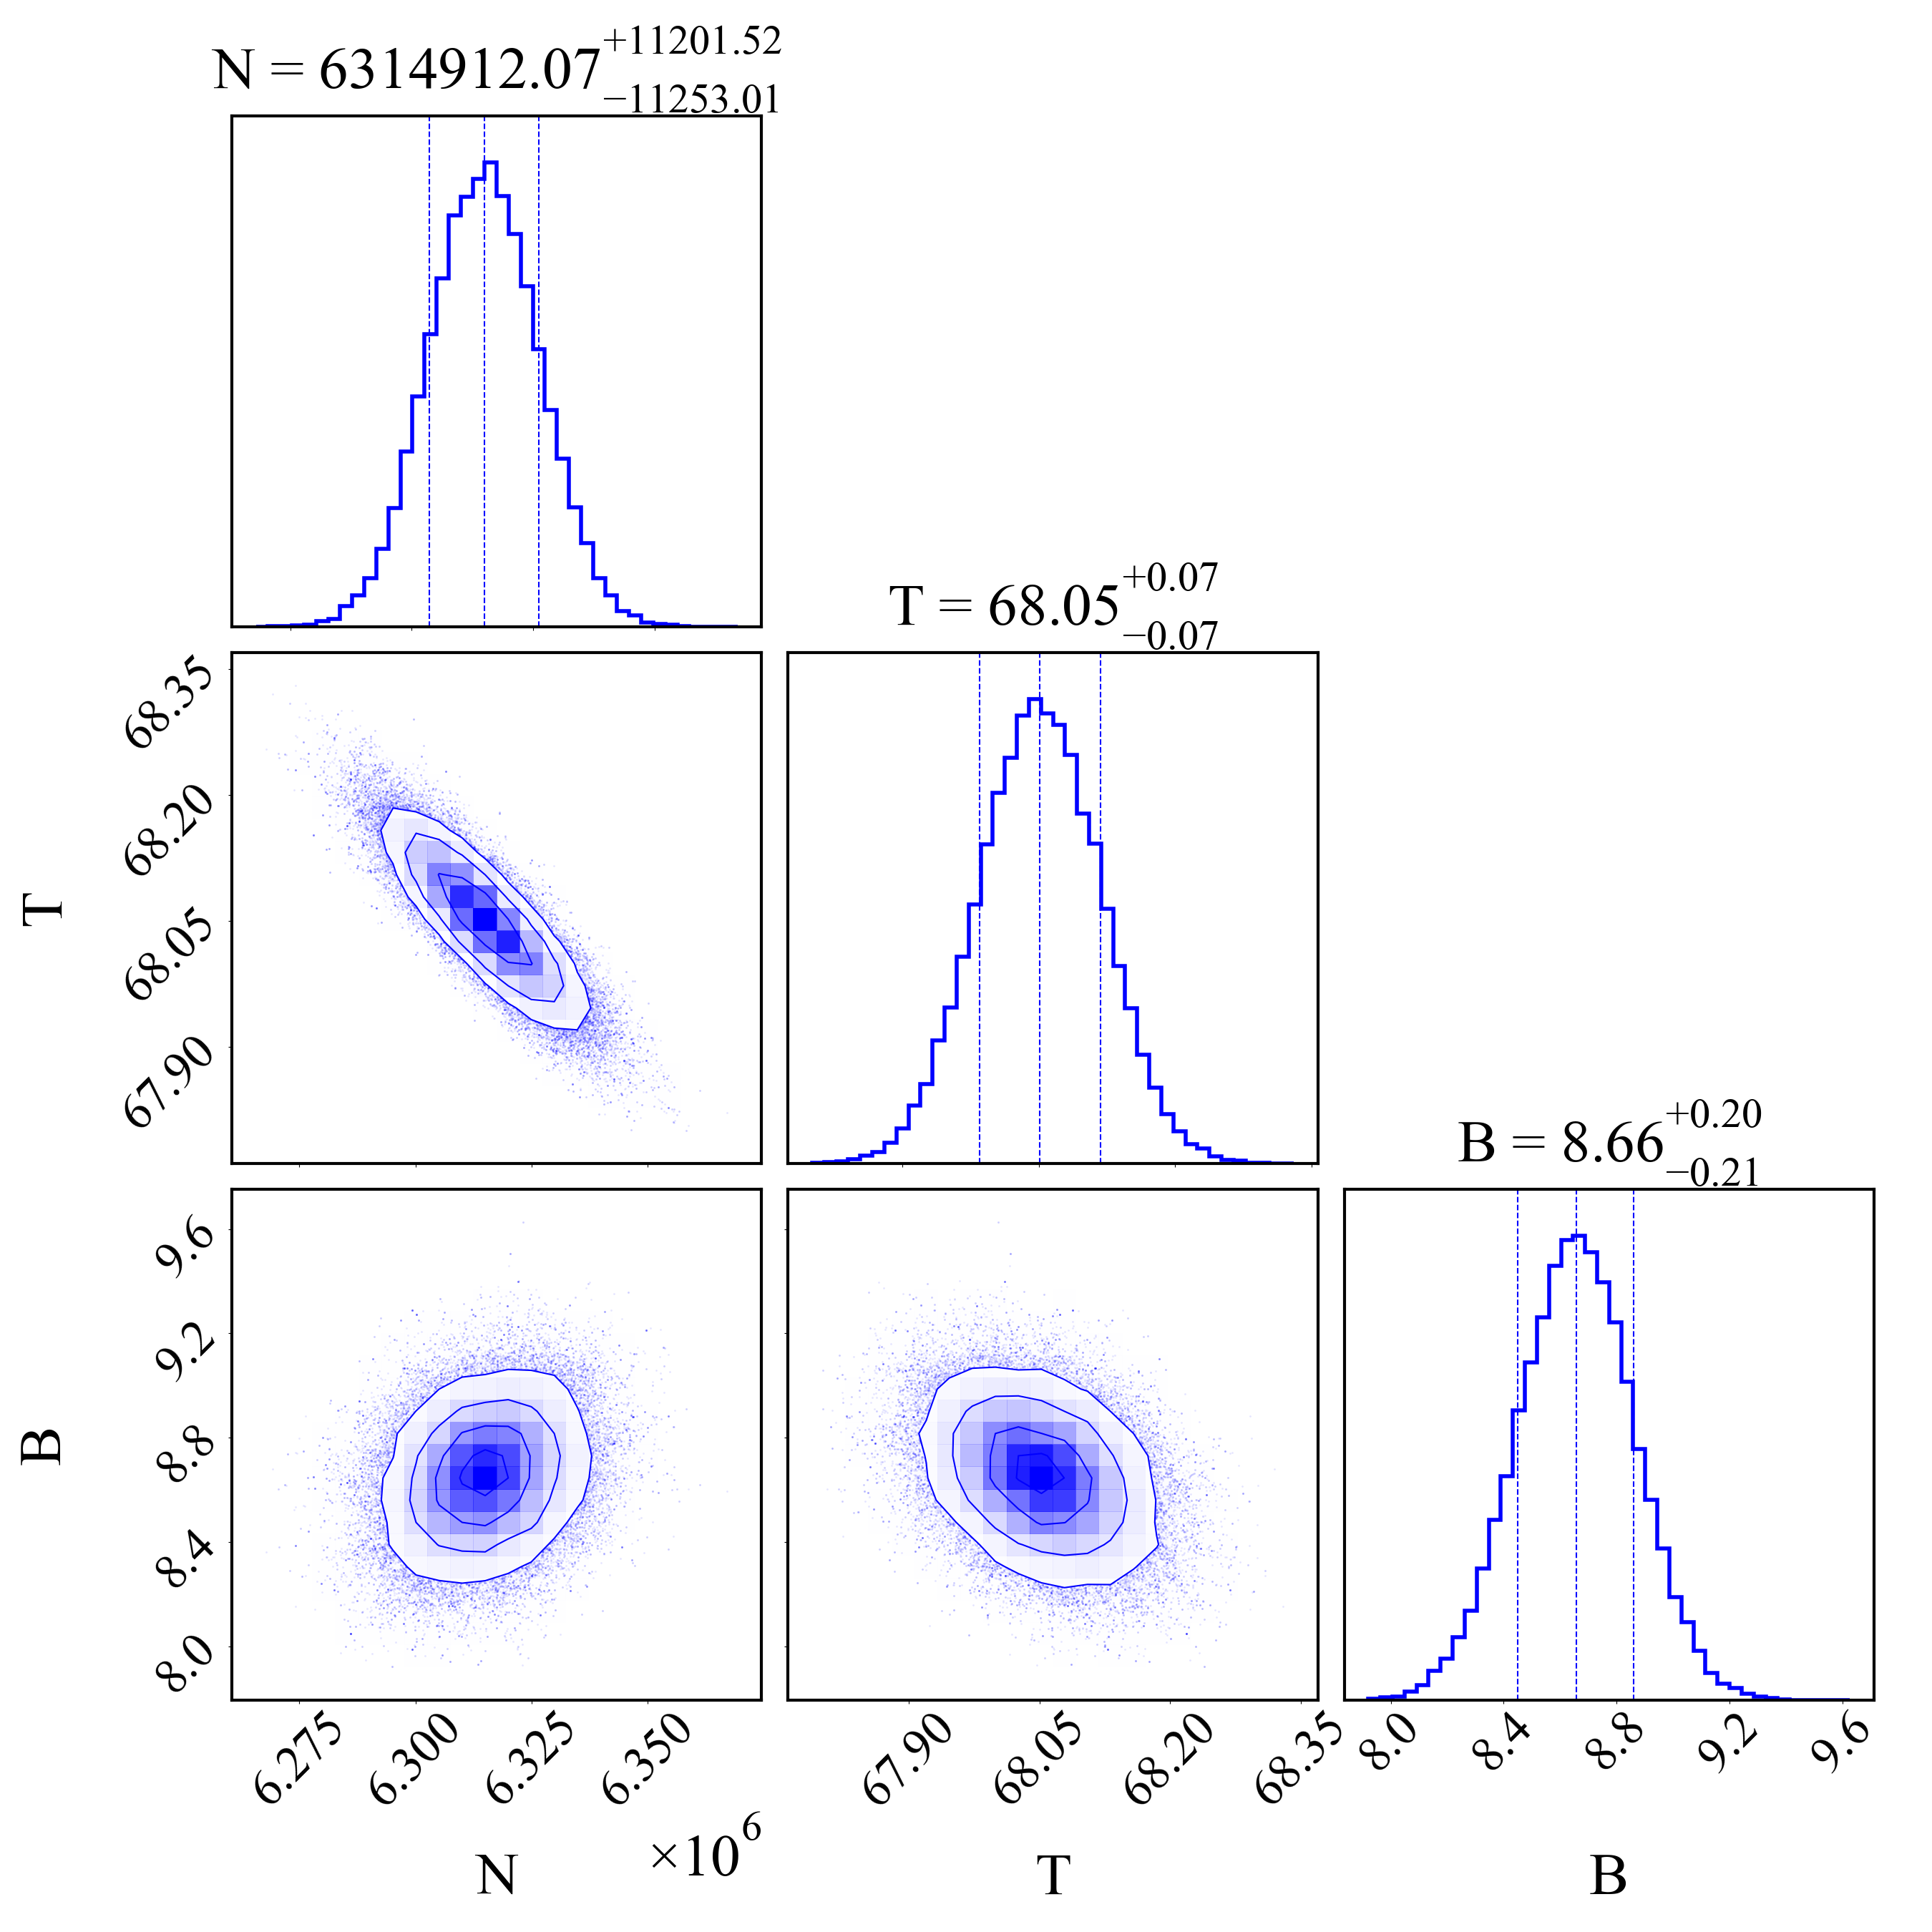 N = 6314912.07 +11201.52 −11253.01
T = 68.05 +0.07 −0.07
68.35
68.20
68.05
67.90
T
B = 8.66 +0.20 −0.21
9.6
9.2
8.8
8.4
8.0
B
6.275 6.300 6.325 6.350
67.90 68.05 68.20 68.35
8.0 8.4 8.8 9.2 9.6
×10⁶
N
T
B